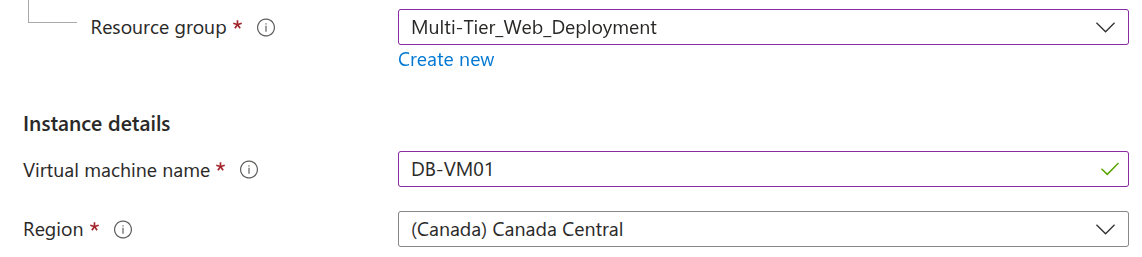 Resource group *
Multi-Tier_Web_Deployment
Create new
Instance details
Virtual machine name *
DB-VM01
Region *
(Canada) Canada Central